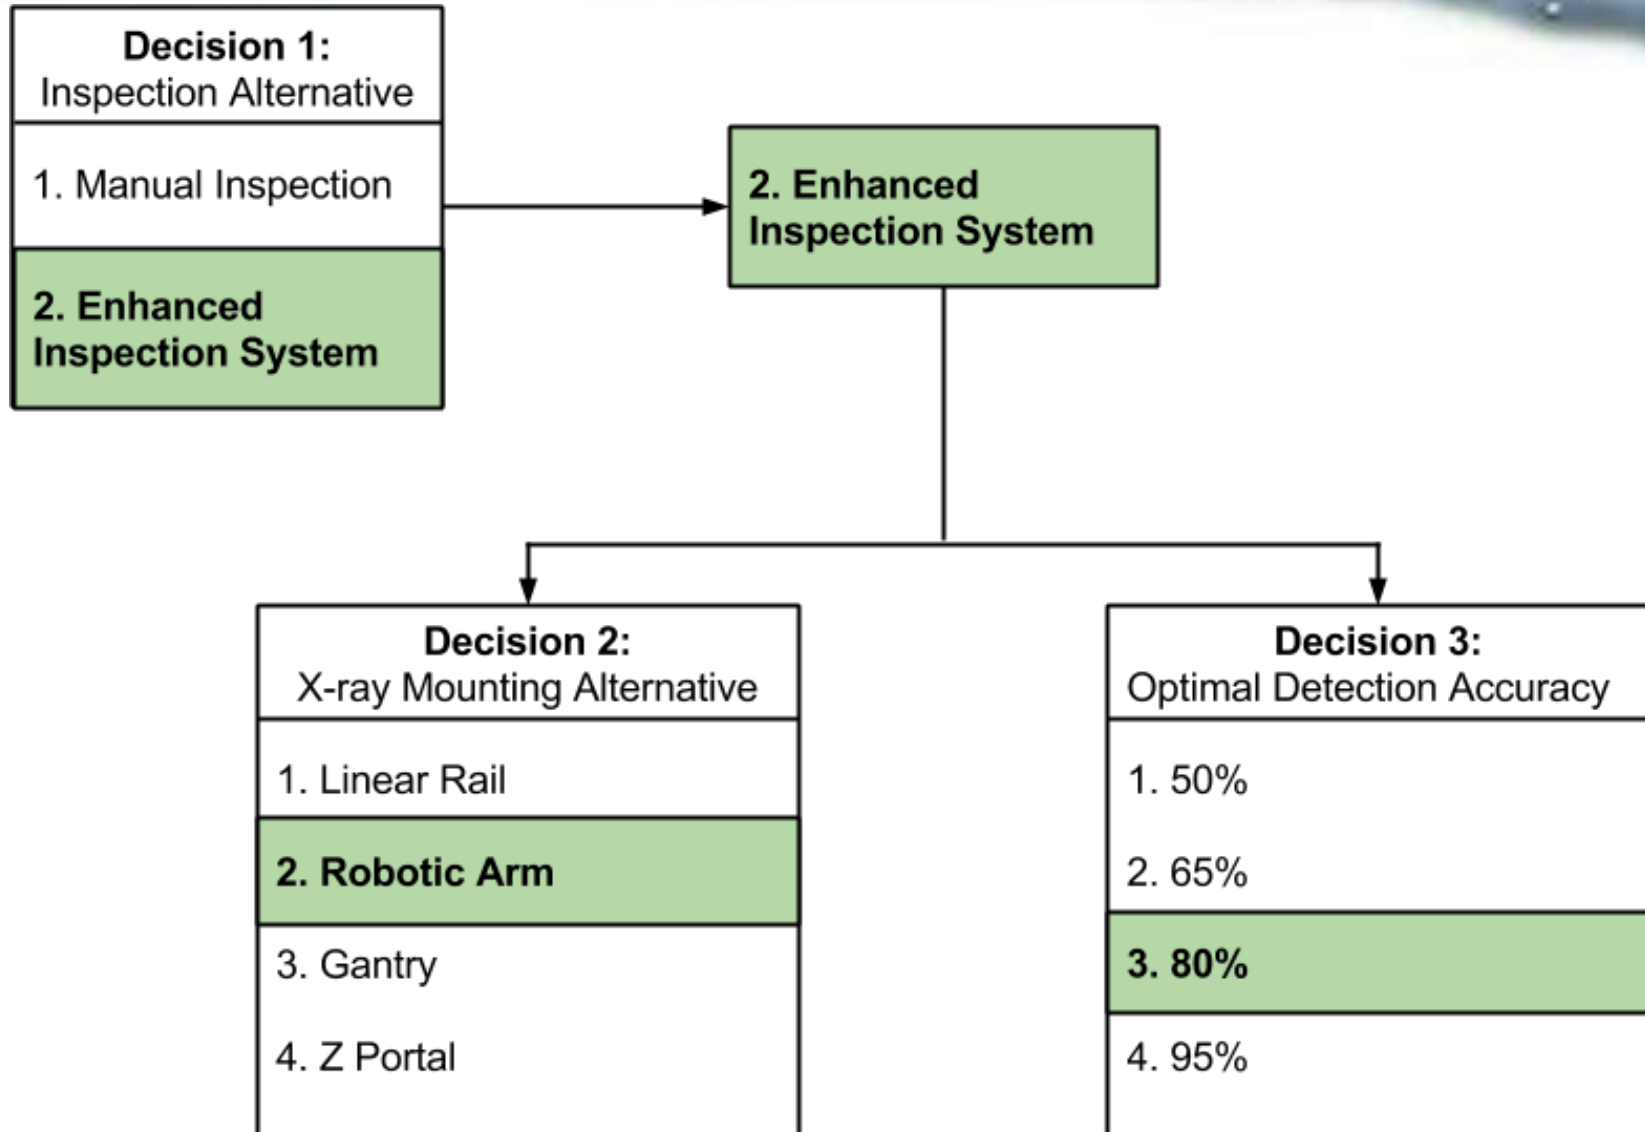 Decision 1:
Inspection Alternative
1. Manual Inspection
2. Enhanced
Inspection System
2. Enhanced
Inspection System
Decision 2:
X-ray Mounting Alternative
1. Linear Rail
2. Robotic Arm
3. Gantry
4. Z Portal
Decision 3:
Optimal Detection Accuracy
1. 50%
2. 65%
3. 80%
4. 95%